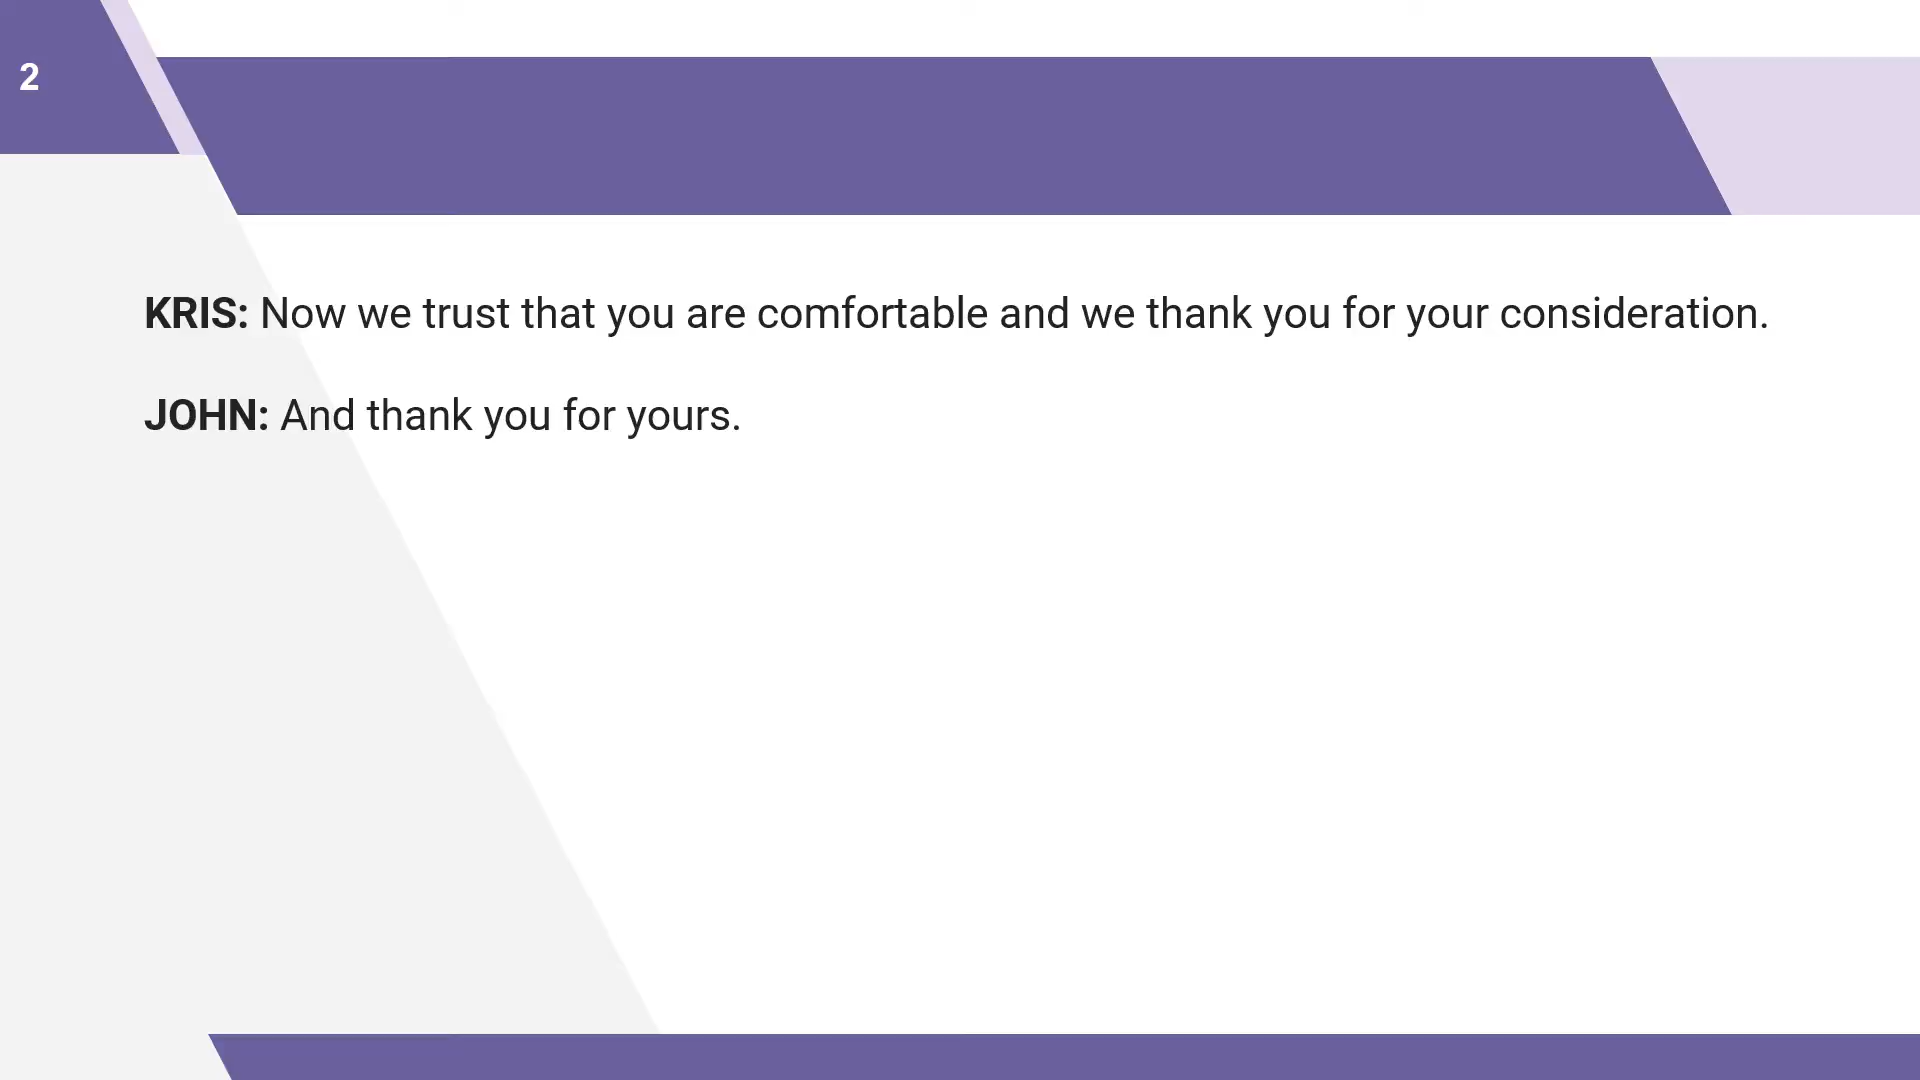 2
KRIS: Now we trust that you are comfortable and we thank you for your consideration.
JOHN: And thank you for yours.